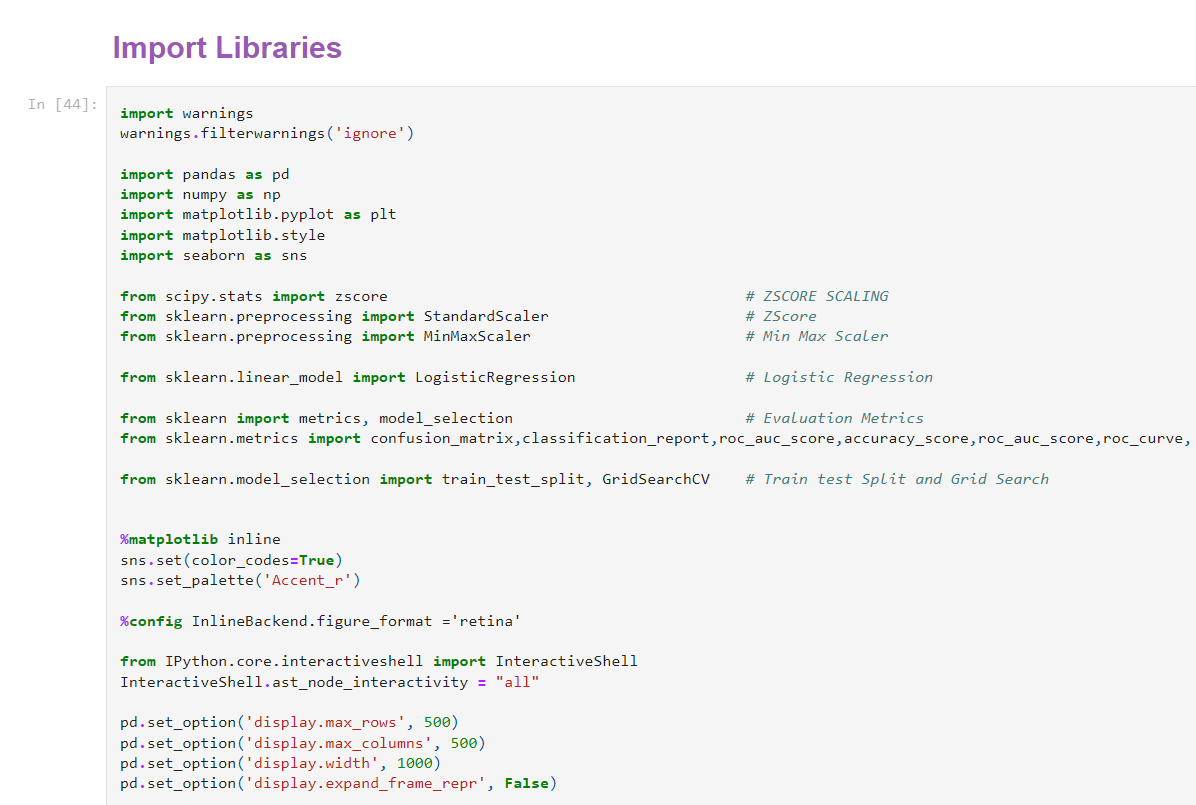 Import Libraries
In [44]:
import warnings
warnings.filterwarnings('ignore')
import pandas as pd
import numpy as np
import matplotlib.pyplot as plt
import matplotlib.style
import seaborn as sns
from scipy.stats import zscore # ZSCORE SCALING
from sklearn.preprocessing import StandardScaler # ZScore
from sklearn.preprocessing import MinMaxScaler # Min Max Scaler
from sklearn.linear_model import LogisticRegression # Logistic Regression
from sklearn import metrics, model_selection # Evaluation Metrics
from sklearn.metrics import confusion_matrix,classification_report,roc_auc_score,accuracy_score,roc_auc_score,roc_curve,
from sklearn.model_selection import train_test_split, GridSearchCV # Train test Split and Grid Search
%matplotlib inline
sns.set(color_codes=True)
sns.set_palette('Accent_r')
%config InlineBackend.figure_format ='retina'
from IPython.core.interactiveshell import InteractiveShell
InteractiveShell.ast_node_interactivity = "all"
pd.set_option('display.max_rows', 500)
pd.set_option('display.max_columns', 500)
pd.set_option('display.width', 1000)
pd.set_option('display.expand_frame_repr', False)